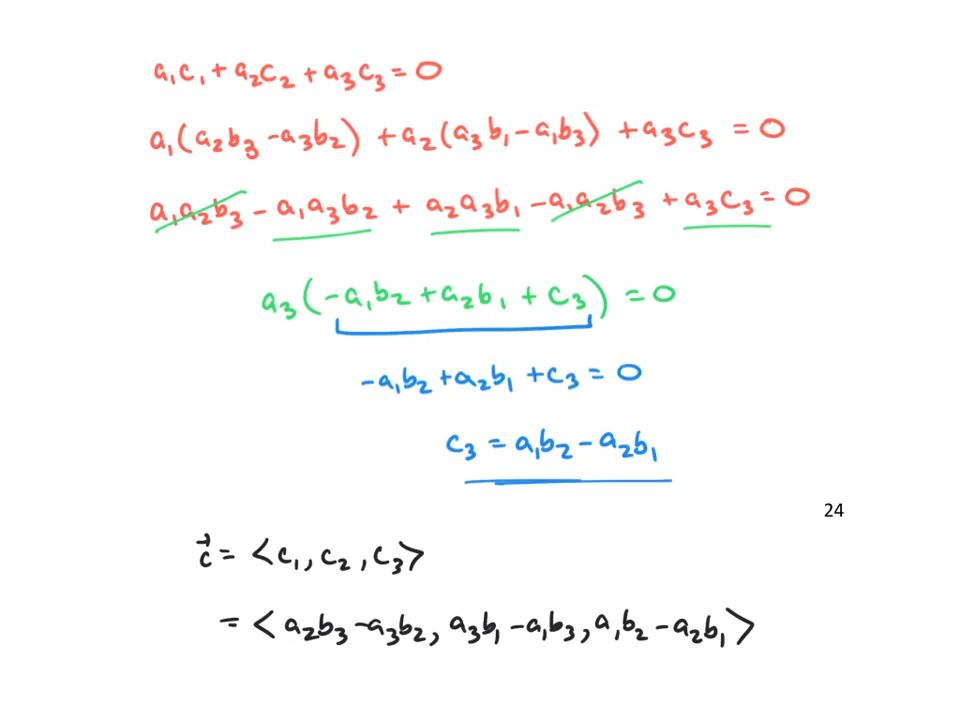 a₁c₁ + a₂c₂ + a₃c₃ = 0
a₁(a₂b₃ - a₃b₂) + a₂(a₃b₁ - a₁b₃) + a₃c₃ = 0
a₁a₂b₃ - a₁a₃b₂ + a₂a₃b₁ - a₁a₂b₃ + a₃c₃ = 0
a₃(-a₁b₂ + a₂b₁ + c₃) = 0
-a₁b₂ + a₂b₁ + c₃ = 0
c₃ = a₁b₂ - a₂b₁
24
c⃗ = <c₁, c₂, c₃>
= <a₂b₃ - a₃b₂, a₃b₁ - a₁b₃, a₁b₂ - a₂b₁>